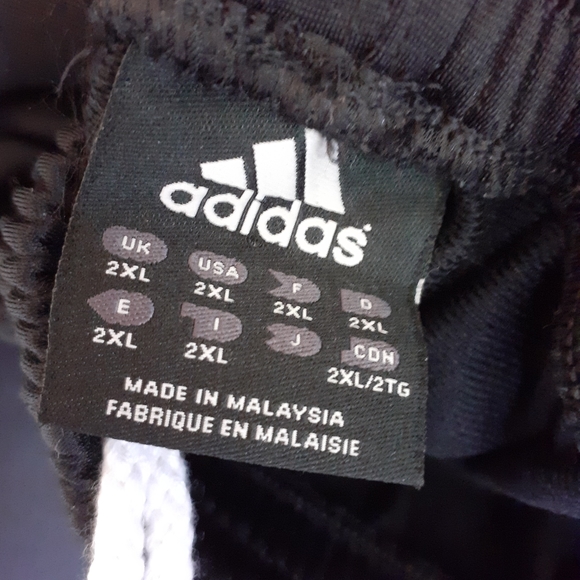 adidas
UK USA F D
2XL 2XL 2XL 2XL
E I J CDN
2XL 2XL 2XL/2TG
MADE IN MALAYSIA
FABRIQUE EN MALAISIE